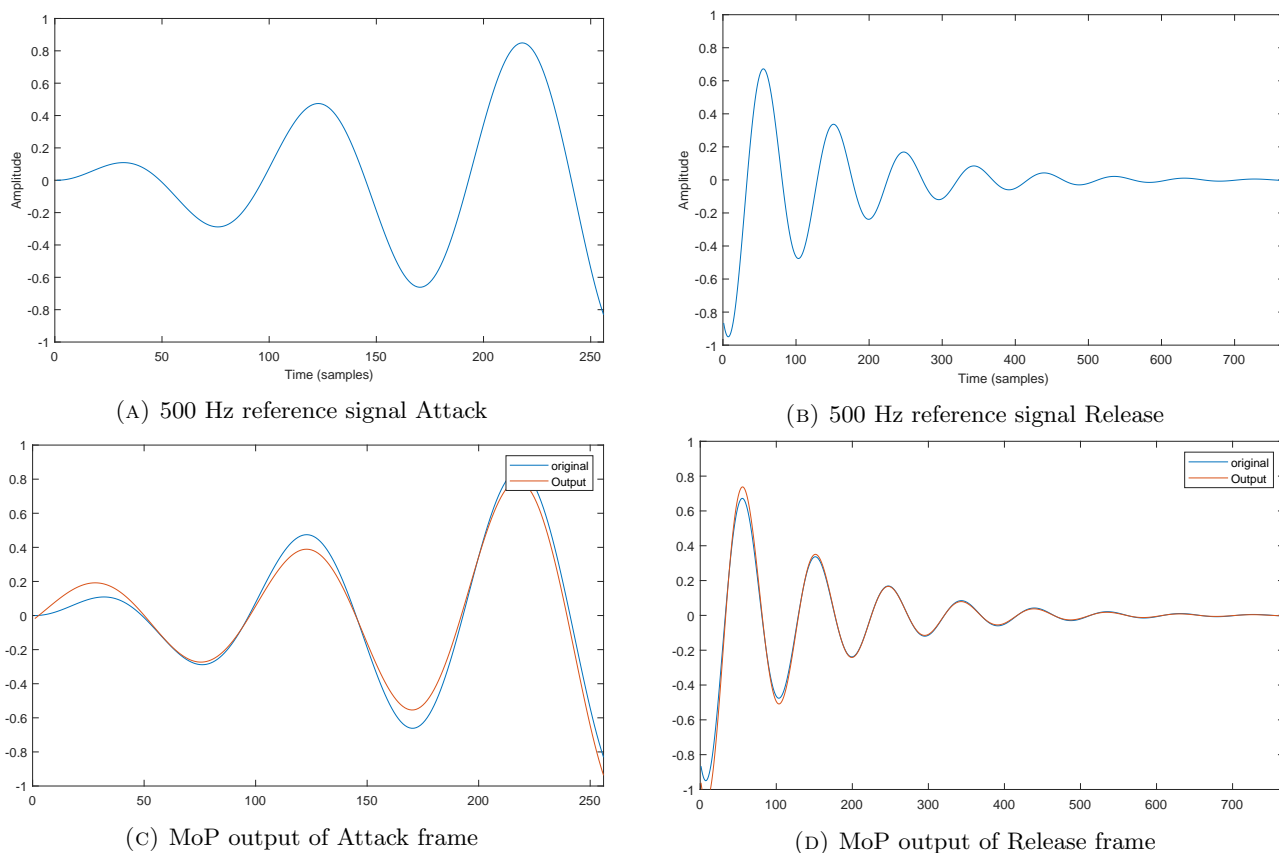 1
0.8
0.6
0.4
0.2
0
-0.2
-0.4
-0.6
-0.8
-1
Amplitude
0 50 100 150 200 250
Time (samples)
(A) 500 Hz reference signal Attack
1
0.8
0.6
0.4
0.2
0
-0.2
-0.4
-0.6
-0.8
-1
Amplitude
0 100 200 300 400 500 600 700
Time (samples)
(B) 500 Hz reference signal Release
1
0.8
0.6
0.4
0.2
0
-0.2
-0.4
-0.6
-0.8
-1
original
Output
0 50 100 150 200 250
(C) MoP output of Attack frame
1
0.8
0.6
0.4
0.2
0
-0.2
-0.4
-0.6
-0.8
-1
original
Output
0 100 200 300 400 500 600 700
(D) MoP output of Release frame